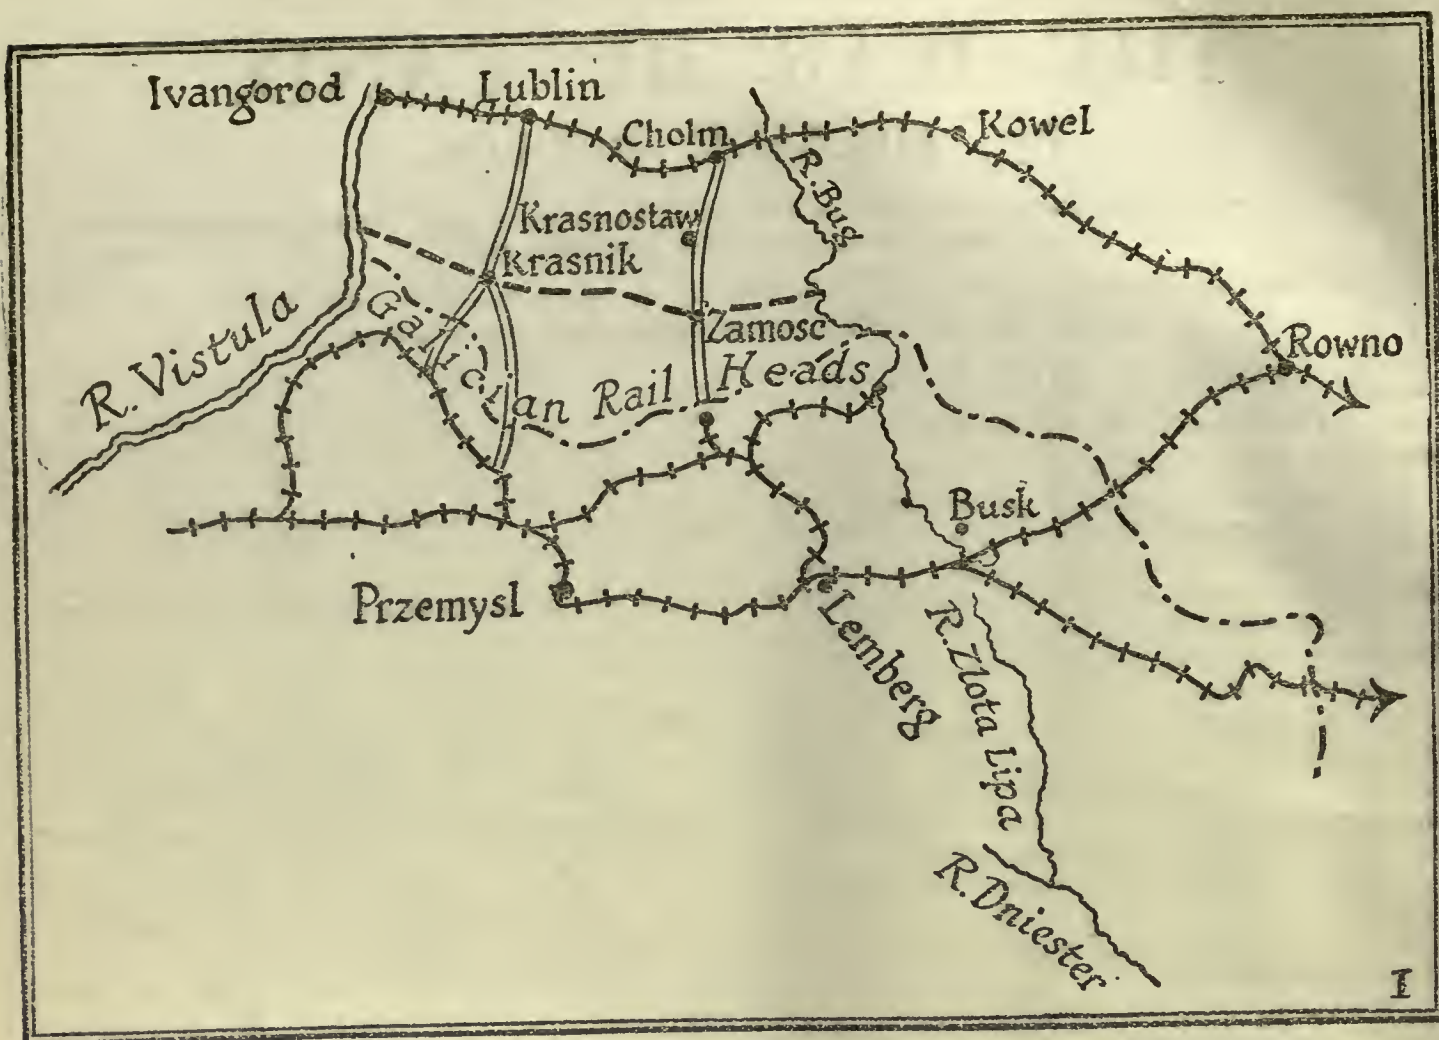 Ivangorod
Lublin
Cholm
Kowel
R. Bug
Krasnostaw
Krasnik
R. Vistula
Zamosc
Rowno
Galician Rail Heads
Busk
Przemysl
Lemberg
R. Zlota Lipa
R. Dniester
I